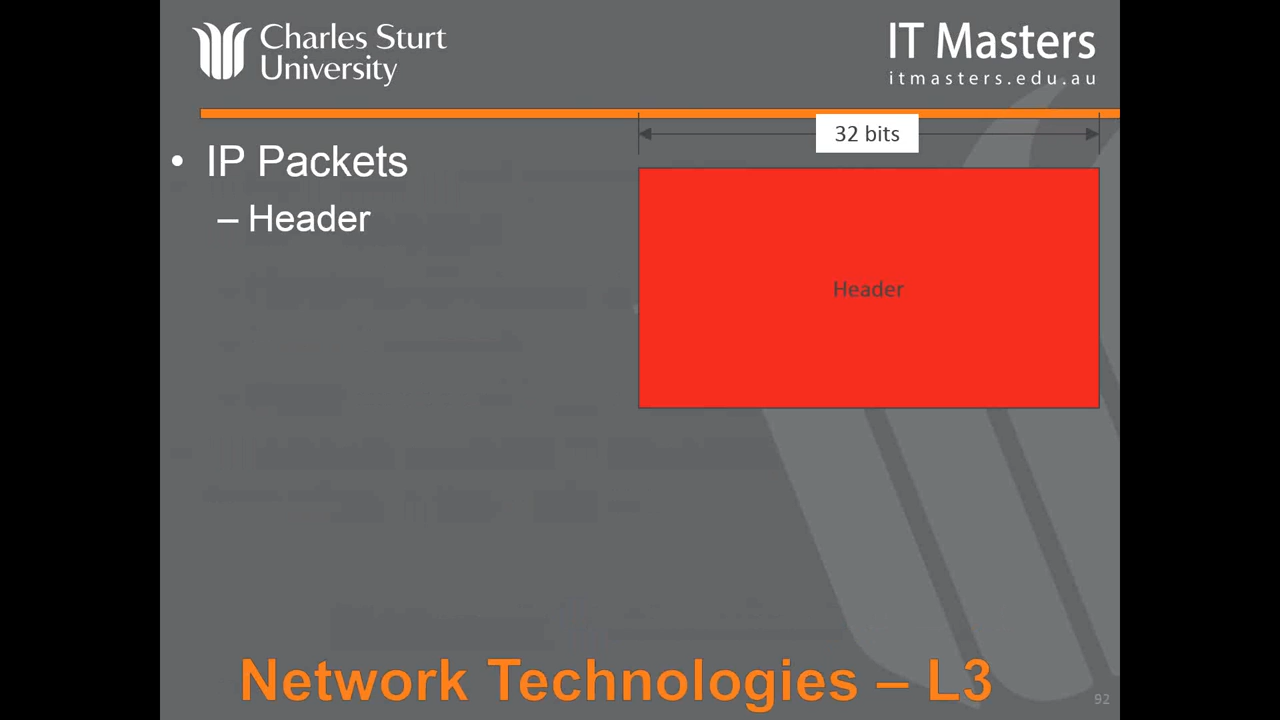 Charles Sturt
University
IT Masters
itmasters.edu.au
32 bits
• IP Packets
– Header
Header
Network Technologies – L3
92